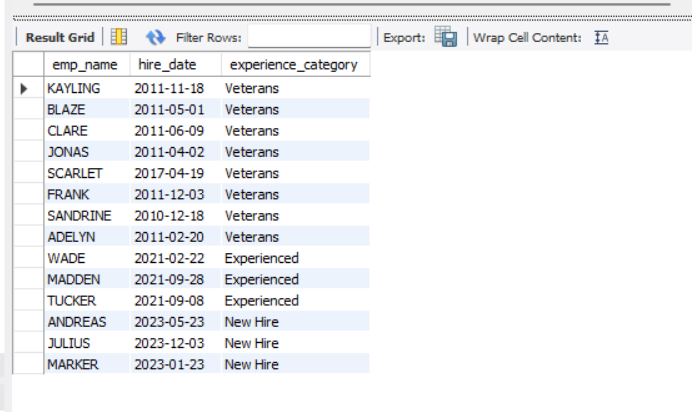 Result Grid Filter Rows: Export: Wrap Cell Content:
emp_name hire_date experience_category
KAYLING 2011-11-18 Veterans
BLAZE 2011-05-01 Veterans
CLARE 2011-06-09 Veterans
JONAS 2011-04-02 Veterans
SCARLET 2017-04-19 Veterans
FRANK 2011-12-03 Veterans
SANDRINE 2010-12-18 Veterans
ADELYN 2011-02-20 Veterans
WADE 2021-02-22 Experienced
MADDEN 2021-09-28 Experienced
TUCKER 2021-09-08 Experienced
ANDREAS 2023-05-23 New Hire
JULIUS 2023-12-03 New Hire
MARKER 2023-01-23 New Hire